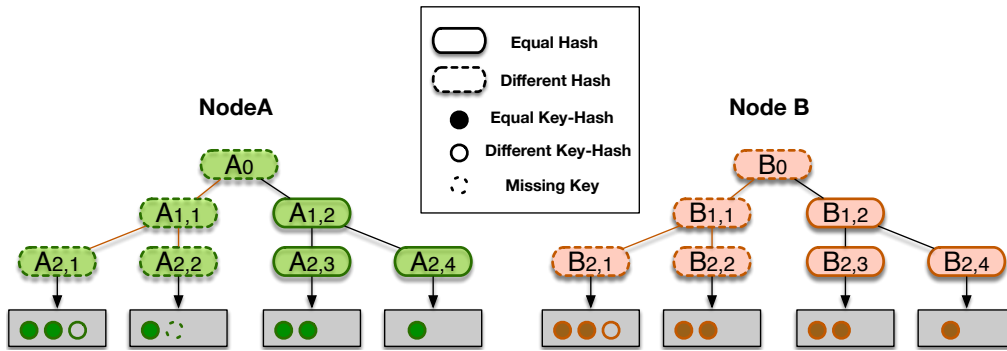 Equal Hash
Different Hash
NodeA
Equal Key-Hash
Node B
Different Key-Hash
Missing Key
A0
B0
A1,1
A1,2
B1,1
B1,2
A2,1
A2,2
A2,3
A2,4
B2,1
B2,2
B2,3
B2,4